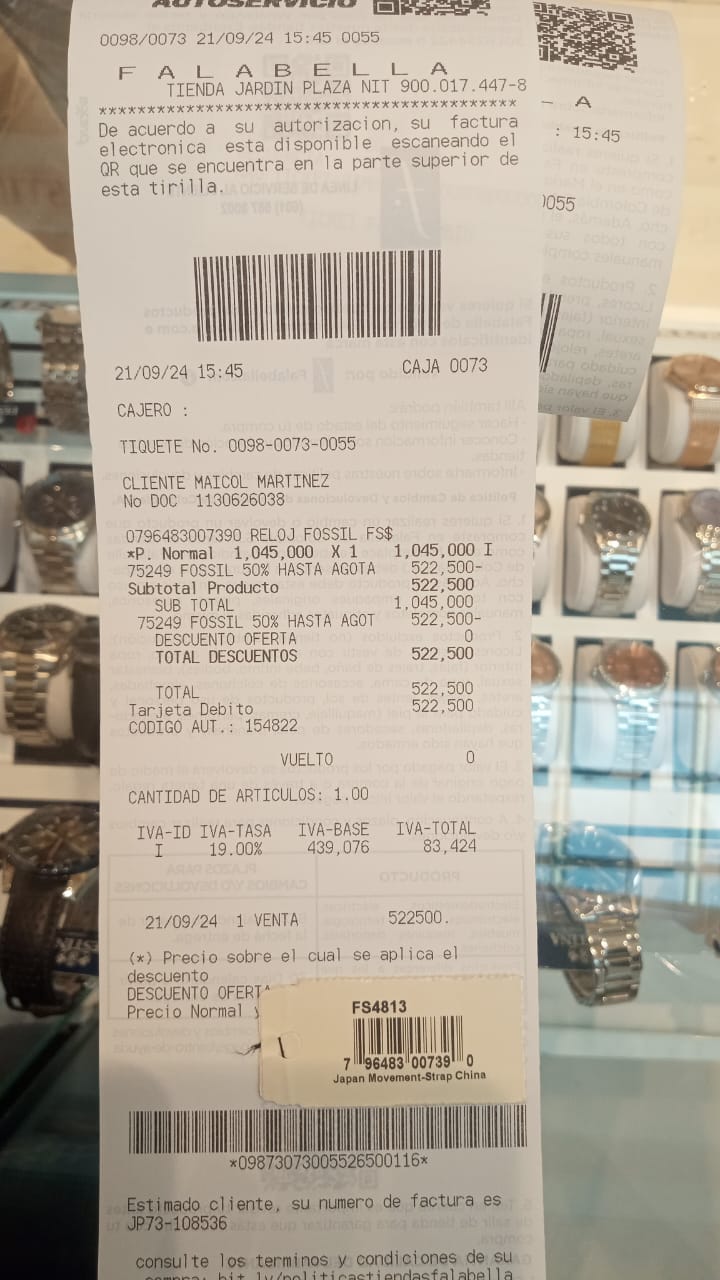 AUTOSERVICIO
0098/0073 21/09/24 15:45 0055
F A L A B E L L A
TIENDA JARDIN PLAZA NIT 900.017.447-8
******************************************
De acuerdo a su autorizacion, su factura
electronica esta disponible escaneando el
QR que se encuentra en la parte superior de
esta tirilla.
21/09/24 15:45 CAJA 0073
CAJERO :
TIQUETE No. 0098-0073-0055
CLIENTE MAICOL MARTINEZ
No DOC 1130626038
0796483007390 RELOJ FOSSIL FS$
*P. Normal 1,045,000 X 1 1,045,000 I
75249 FOSSIL 50% HASTA AGOTA 522,500-
Subtotal Producto 522,500
SUB TOTAL 1,045,000
75249 FOSSIL 50% HASTA AGOT 522,500-
DESCUENTO OFERTA 0
TOTAL DESCUENTOS 522,500
TOTAL 522,500
Tarjeta Debito 522,500
CODIGO AUT.: 154822
VUELTO 0
CANTIDAD DE ARTICULOS: 1.00
IVA-ID IVA-TASA IVA-BASE IVA-TOTAL
I 19.00% 439,076 83,424
21/09/24 1 VENTA 522500.
(*) Precio sobre el cual se aplica el
descuento
DESCUENTO OFERTA
Precio Normal y
FS4813
7 96483 00739 0
Japan Movement-Strap China
*09873073005526500116*
Estimado cliente, su numero de factura es
JP73-108536
consulte los terminos y condiciones de su
compra: bit.ly/politicastiendasfalabella
- A
: 15:45
0055